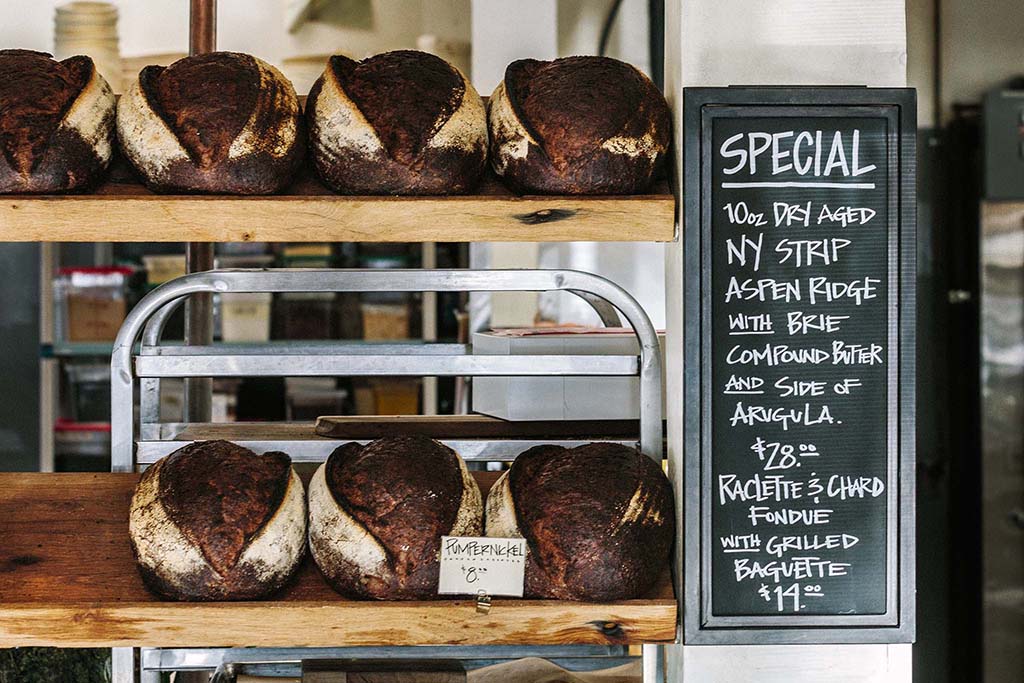 SPECIAL
10oz DRY AGED
NY STRIP
ASPEN RIDGE
WITH BRIE
COMPOUND BUTTER
AND SIDE OF
ARUGULA.
$28.00
RACLETTE & CHARD
FONDUE
WITH GRILLED
BAGUETTE
$14.00
PUMPERNICKEL
$8.00